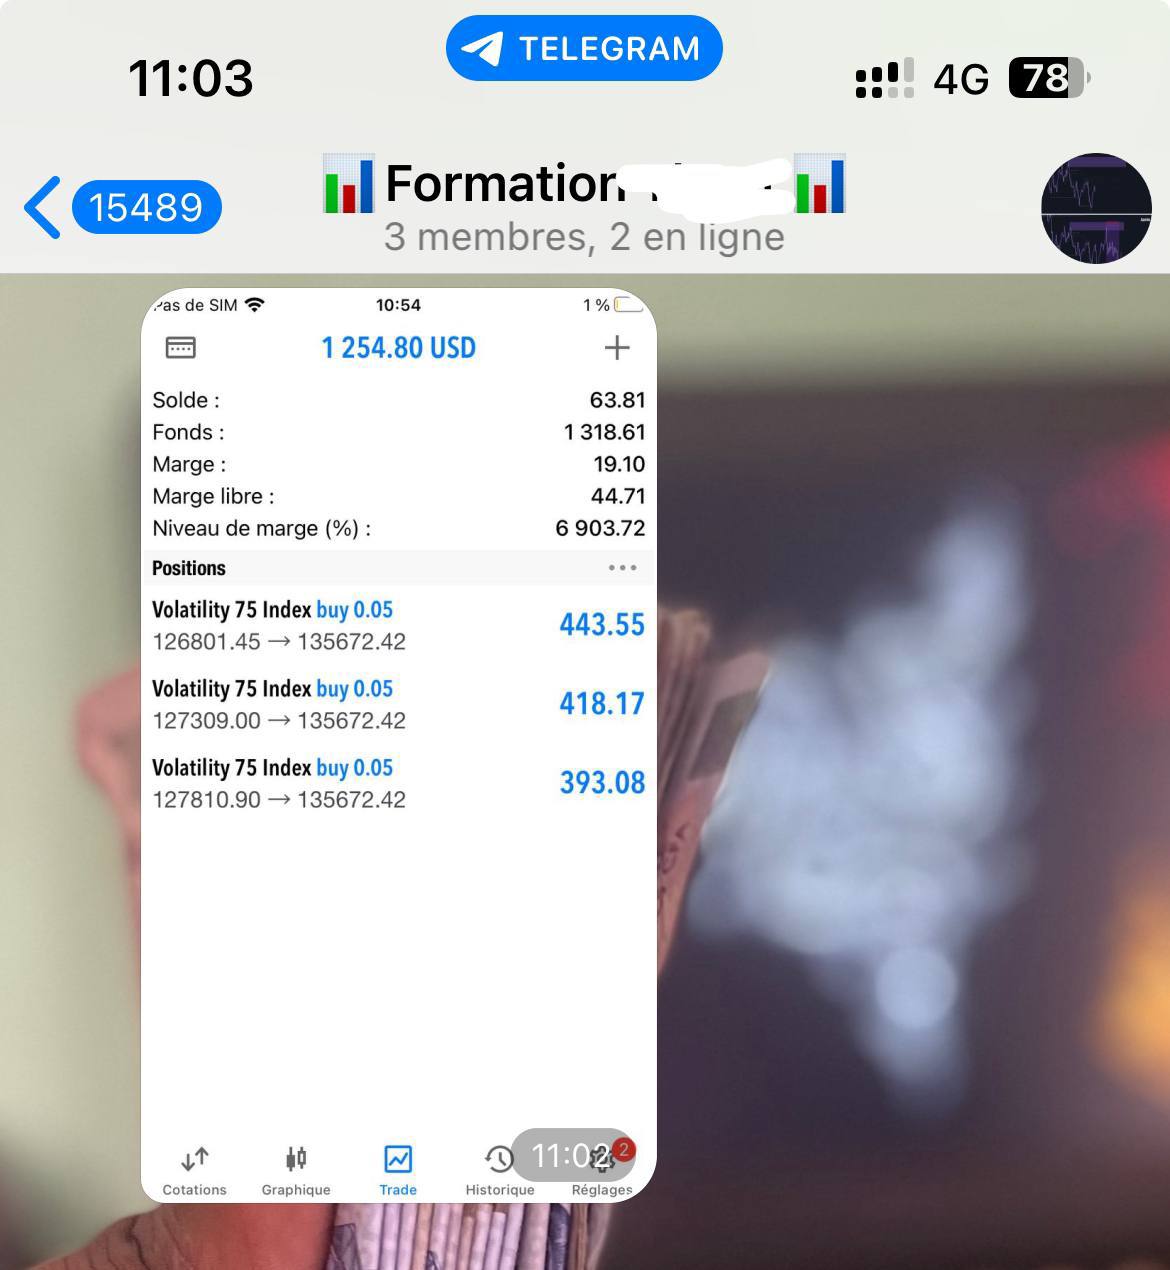 TELEGRAM
11:03
4G 78
15489
Formation
3 membres, 2 en ligne
Pas de SIM 10:54 1 %
1 254.80 USD
Solde : 63.81
Fonds : 1 318.61
Marge : 19.10
Marge libre : 44.71
Niveau de marge (%) : 6 903.72
Positions
Volatility 75 Index buy 0.05
443.55
126801.45 → 135672.42
Volatility 75 Index buy 0.05
418.17
127309.00 → 135672.42
Volatility 75 Index buy 0.05
393.08
127810.90 → 135672.42
11:02
2
Cotations Graphique Trade Historique Réglages